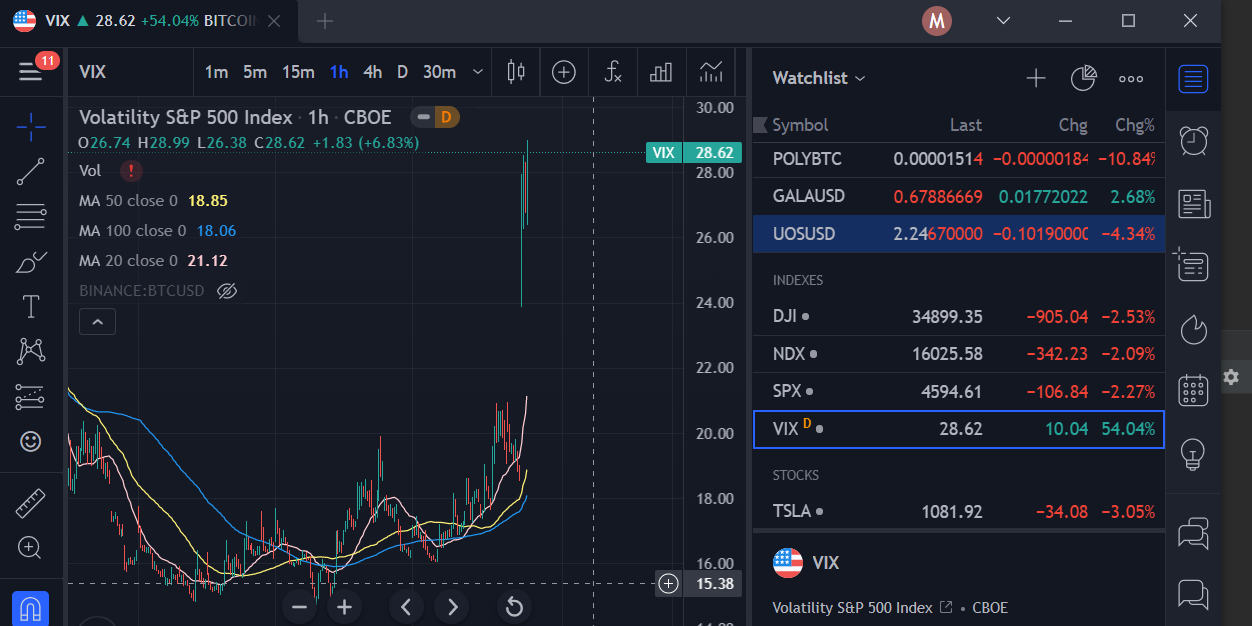 VIX ▲ 28.62 +54.04% BITCOIN
M
11
VIX 1m 5m 15m 1h 4h D 30m
Volatility S&P 500 Index · 1h · CBOE D
O26.74 H28.99 L26.38 C28.62 +1.83 (+6.83%)
Vol !
MA 50 close 0 18.85
MA 100 close 0 18.06
MA 20 close 0 21.12
BINANCE:BTCUSD
30.00
VIX 28.62
28.00
26.00
24.00
22.00
20.00
18.00
16.00
15.38
Watchlist
Symbol Last Chg Chg%
POLYBTC 0.00001514 −0.00000184 −10.84%
GALAUSD 0.67886669 0.01772022 2.68%
UOSUSD 2.24670000 −0.10190000 −4.34%
INDEXES
DJI 34899.35 −905.04 −2.53%
NDX 16025.58 −342.23 −2.09%
SPX 4594.61 −106.84 −2.27%
VIX D 28.62 10.04 54.04%
STOCKS
TSLA 1081.92 −34.08 −3.05%
VIX
Volatility S&P 500 Index • CBOE